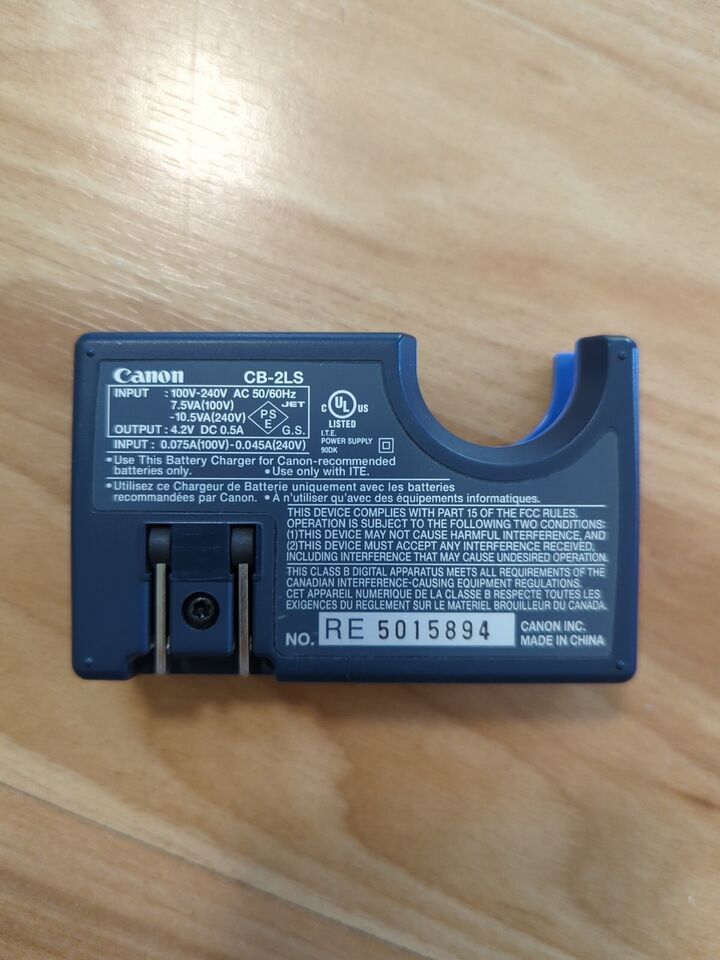 Canon CB-2LS
INPUT : 100V-240V AC 50/60Hz
7.5VA(100V)
-10.5VA(240V)
OUTPUT : 4.2V DC 0.5A
INPUT : 0.075A(100V)-0.045A(240V)
PS
E
JET
G.S.
C UL US
LISTED
I.T.E.
POWER SUPPLY
90DK
•Use This Battery Charger for Canon-recommended
batteries only. •Use only with ITE.
•Utilisez ce Chargeur de Batterie uniquement avec les batteries
recommandées par Canon. •A n'utiliser qu'avec des équipements informatiques.
THIS DEVICE COMPLIES WITH PART 15 OF THE FCC RULES.
OPERATION IS SUBJECT TO THE FOLLOWING TWO CONDITIONS:
(1)THIS DEVICE MAY NOT CAUSE HARMFUL INTERFERENCE, AND
(2)THIS DEVICE MUST ACCEPT ANY INTERFERENCE RECEIVED,
INCLUDING INTERFERENCE THAT MAY CAUSE UNDESIRED OPERATION.
THIS CLASS B DIGITAL APPARATUS MEETS ALL REQUIREMENTS OF THE
CANADIAN INTERFERENCE-CAUSING EQUIPMENT REGULATIONS.
CET APPAREIL NUMERIQUE DE LA CLASSE B RESPECTE TOUTES LES
EXIGENCES DU REGLEMENT SUR LE MATERIEL BROUILLEUR DU CANADA.
NO. RE 5015894
CANON INC.
MADE IN CHINA